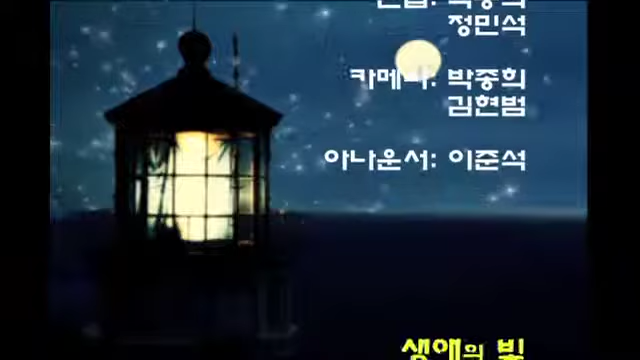 정민석
카메라: 박종희
김현범
아나운서: 이준석
생애의 빛